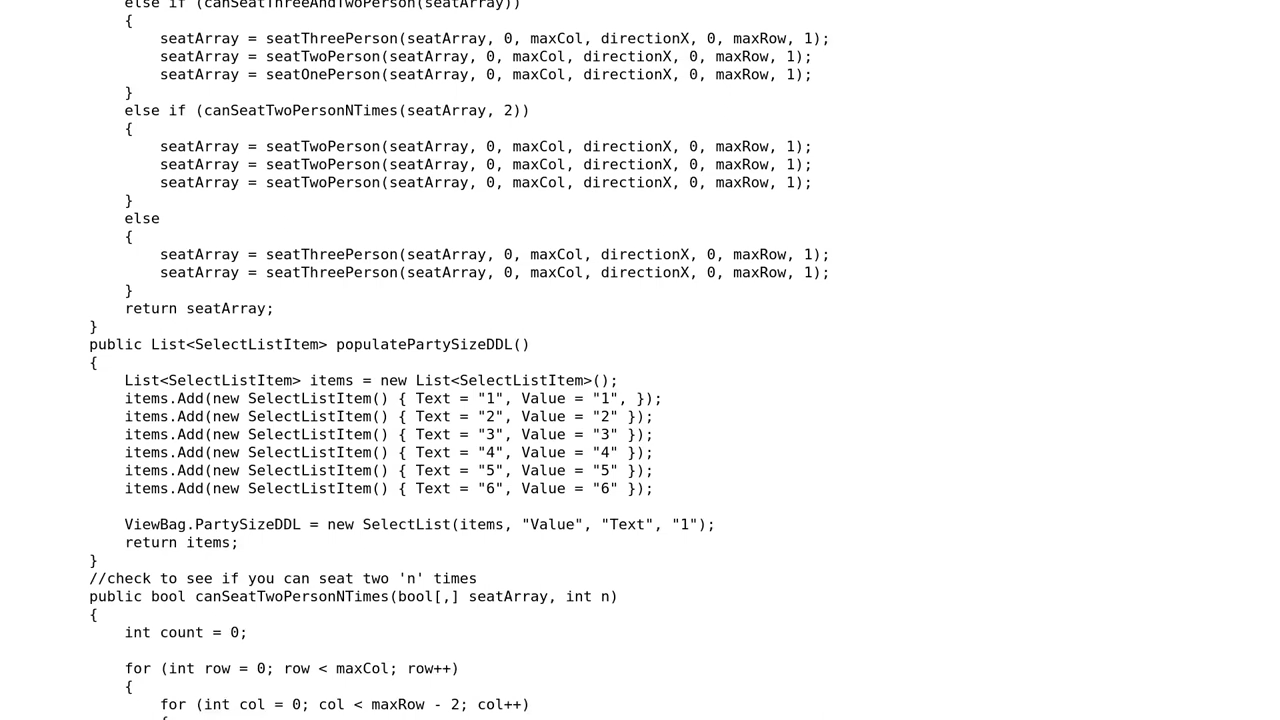 else if (canSeatThreeAndTwoPerson(seatArray))
{
seatArray = seatThreePerson(seatArray, 0, maxCol, directionX, 0, maxRow, 1);
seatArray = seatTwoPerson(seatArray, 0, maxCol, directionX, 0, maxRow, 1);
seatArray = seatOnePerson(seatArray, 0, maxCol, directionX, 0, maxRow, 1);
}
else if (canSeatTwoPersonNTimes(seatArray, 2))
{
seatArray = seatTwoPerson(seatArray, 0, maxCol, directionX, 0, maxRow, 1);
seatArray = seatTwoPerson(seatArray, 0, maxCol, directionX, 0, maxRow, 1);
seatArray = seatTwoPerson(seatArray, 0, maxCol, directionX, 0, maxRow, 1);
}
else
{
seatArray = seatThreePerson(seatArray, 0, maxCol, directionX, 0, maxRow, 1);
seatArray = seatThreePerson(seatArray, 0, maxCol, directionX, 0, maxRow, 1);
}
return seatArray;
}
public List<SelectListItem> populatePartySizeDDL()
{
List<SelectListItem> items = new List<SelectListItem>();
items.Add(new SelectListItem() { Text = "1", Value = "1", });
items.Add(new SelectListItem() { Text = "2", Value = "2" });
items.Add(new SelectListItem() { Text = "3", Value = "3" });
items.Add(new SelectListItem() { Text = "4", Value = "4" });
items.Add(new SelectListItem() { Text = "5", Value = "5" });
items.Add(new SelectListItem() { Text = "6", Value = "6" });
ViewBag.PartySizeDDL = new SelectList(items, "Value", "Text", "1");
return items;
}
//check to see if you can seat two 'n' times
public bool canSeatTwoPersonNTimes(bool[,] seatArray, int n)
{
int count = 0;
for (int row = 0; row < maxCol; row++)
{
for (int col = 0; col < maxRow - 2; col++)
{